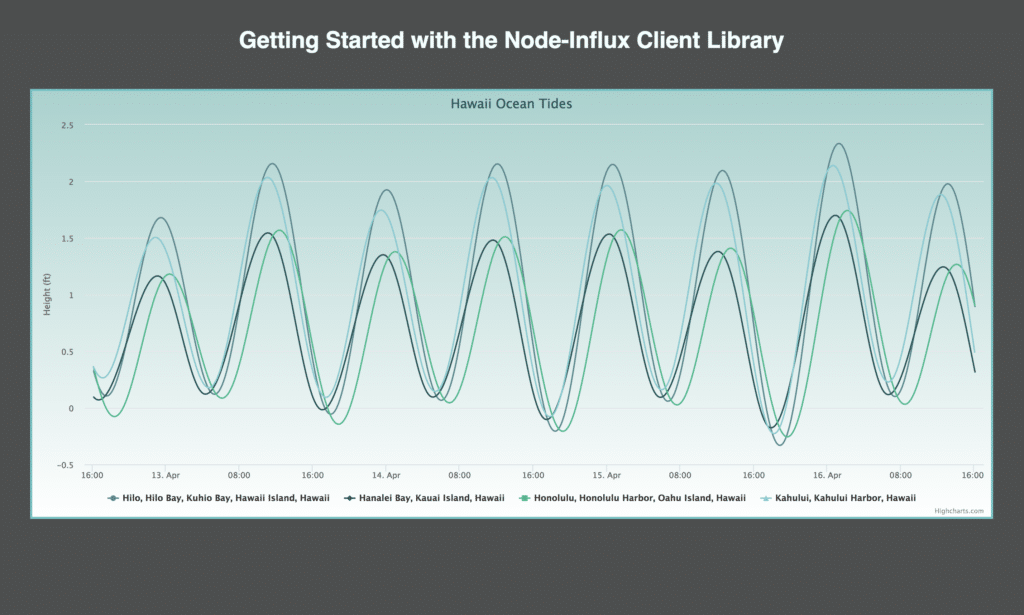 Getting Started with the Node-Influx Client Library
Hawaii Ocean Tides
2.5
2
1.5
1
0.5
0
-0.5
Height (ft)
16:00 13. Apr 08:00 16:00 14. Apr 08:00 16:00 15. Apr 08:00 16:00 16. Apr 08:00 16:00
Hilo, Hilo Bay, Kuhio Bay, Hawaii Island, Hawaii Hanalei Bay, Kauai Island, Hawaii Honolulu, Honolulu Harbor, Oahu Island, Hawaii Kahului, Kahului Harbor, Hawaii
Highcharts.com